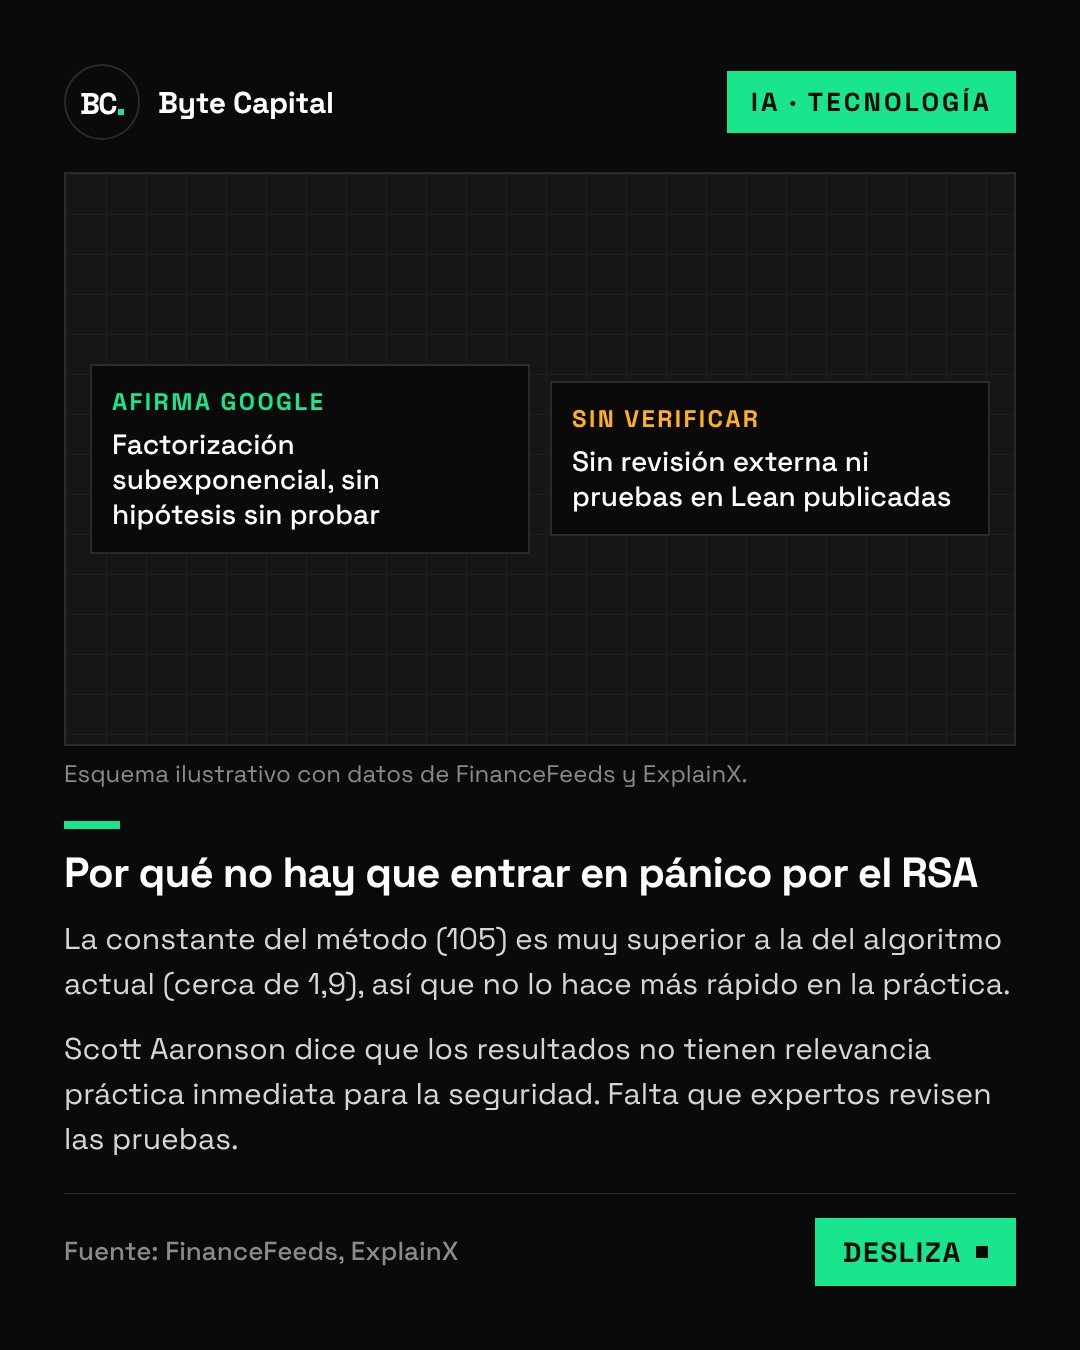 BC.
Byte Capital
IA · TECNOLOGÍA
AFIRMA GOOGLE
Factorización
subexponencial, sin
hipótesis sin probar
SIN VERIFICAR
Sin revisión externa ni
pruebas en Lean publicadas
Esquema ilustrativo con datos de FinanceFeeds y ExplainX.
Por qué no hay que entrar en pánico por el RSA
La constante del método (105) es muy superior a la del algoritmo
actual (cerca de 1,9), así que no lo hace más rápido en la práctica.
Scott Aaronson dice que los resultados no tienen relevancia
práctica inmediata para la seguridad. Falta que expertos revisen
las pruebas.
Fuente: FinanceFeeds, ExplainX
DESLIZA